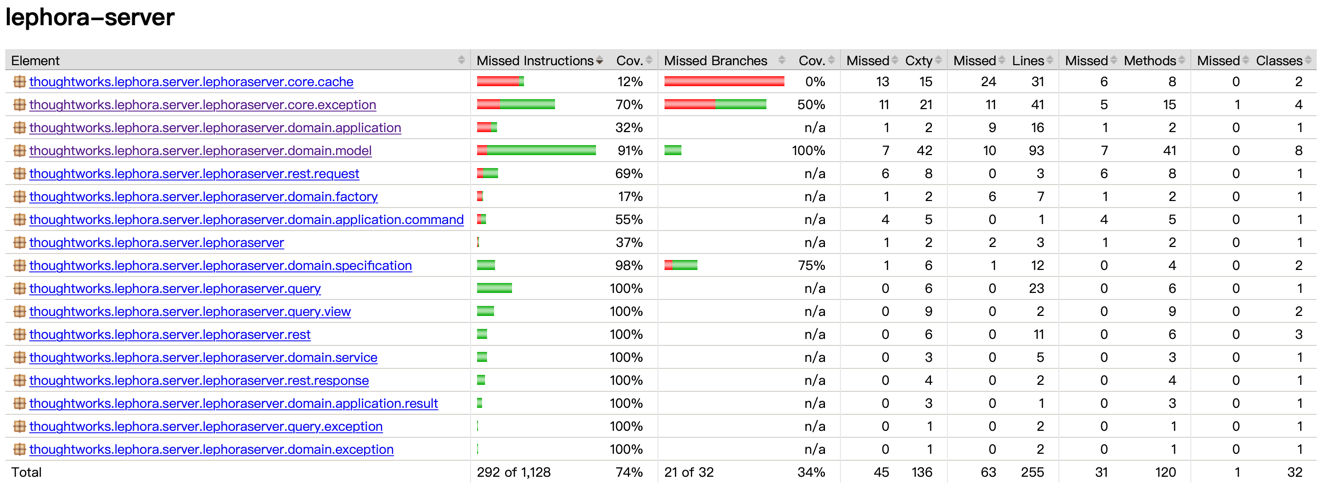 lephora-server
Element Missed Instructions Cov. Missed Branches Cov. Missed Cxty Missed Lines Missed Methods Missed Classes
thoughtworks.lephora.server.lephoraserver.core.cache 12% 0% 13 15 24 31 6 8 0 2
thoughtworks.lephora.server.lephoraserver.core.exception 70% 50% 11 21 11 41 5 15 1 4
thoughtworks.lephora.server.lephoraserver.domain.application 32% n/a 1 2 9 16 1 2 0 1
thoughtworks.lephora.server.lephoraserver.domain.model 91% 100% 7 42 10 93 7 41 0 8
thoughtworks.lephora.server.lephoraserver.rest.request 69% n/a 6 8 0 3 6 8 0 1
thoughtworks.lephora.server.lephoraserver.domain.factory 17% n/a 1 2 6 7 1 2 0 1
thoughtworks.lephora.server.lephoraserver.domain.application.command 55% n/a 4 5 0 1 4 5 0 1
thoughtworks.lephora.server.lephoraserver 37% n/a 1 2 2 3 1 2 0 1
thoughtworks.lephora.server.lephoraserver.domain.specification 98% 75% 1 6 1 12 0 4 0 2
thoughtworks.lephora.server.lephoraserver.query 100% n/a 0 6 0 23 0 6 0 1
thoughtworks.lephora.server.lephoraserver.query.view 100% n/a 0 9 0 2 0 9 0 2
thoughtworks.lephora.server.lephoraserver.rest 100% n/a 0 6 0 11 0 6 0 3
thoughtworks.lephora.server.lephoraserver.domain.service 100% n/a 0 3 0 5 0 3 0 1
thoughtworks.lephora.server.lephoraserver.rest.response 100% n/a 0 4 0 2 0 4 0 1
thoughtworks.lephora.server.lephoraserver.domain.application.result 100% n/a 0 3 0 1 0 3 0 1
thoughtworks.lephora.server.lephoraserver.query.exception 100% n/a 0 1 0 2 0 1 0 1
thoughtworks.lephora.server.lephoraserver.domain.exception 100% n/a 0 1 0 2 0 1 0 1
Total 292 of 1,128 74% 21 of 32 34% 45 136 63 255 31 120 1 32